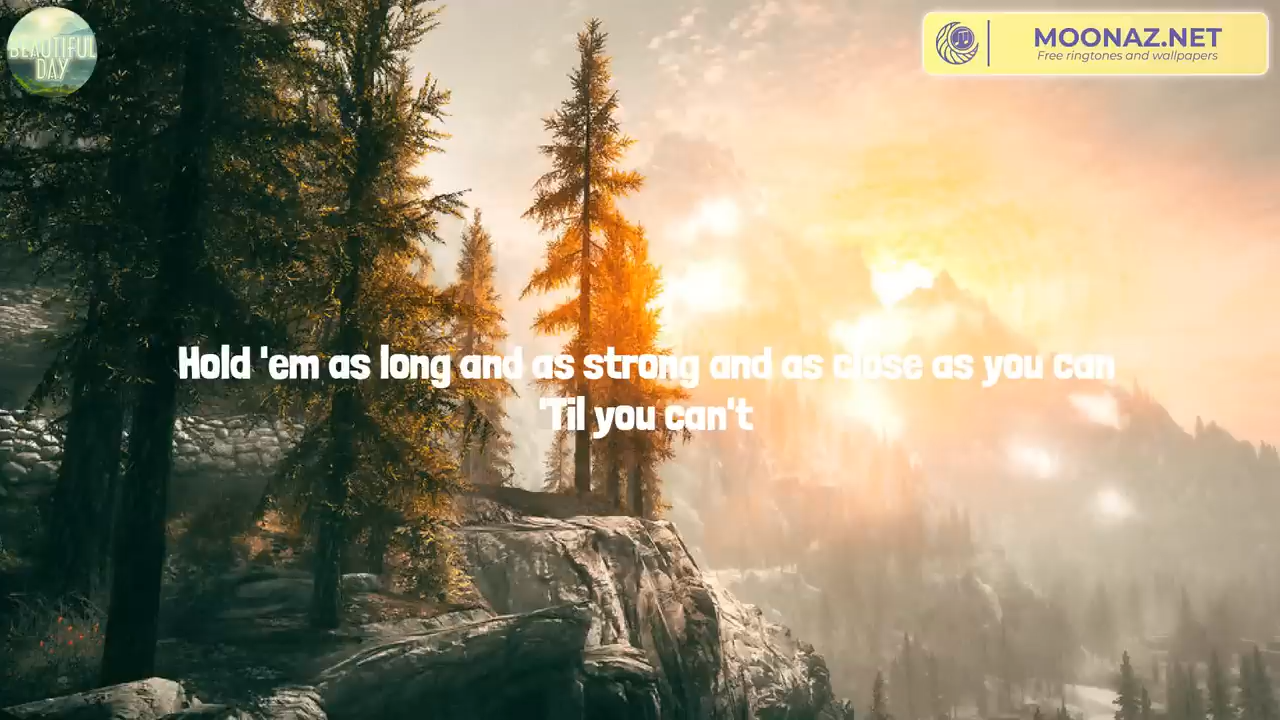 BEAUTIFUL
DAY
MOONAZ.NET
Free ringtones and wallpapers
Hold 'em as long and as strong and as close as you can
'Til you can't